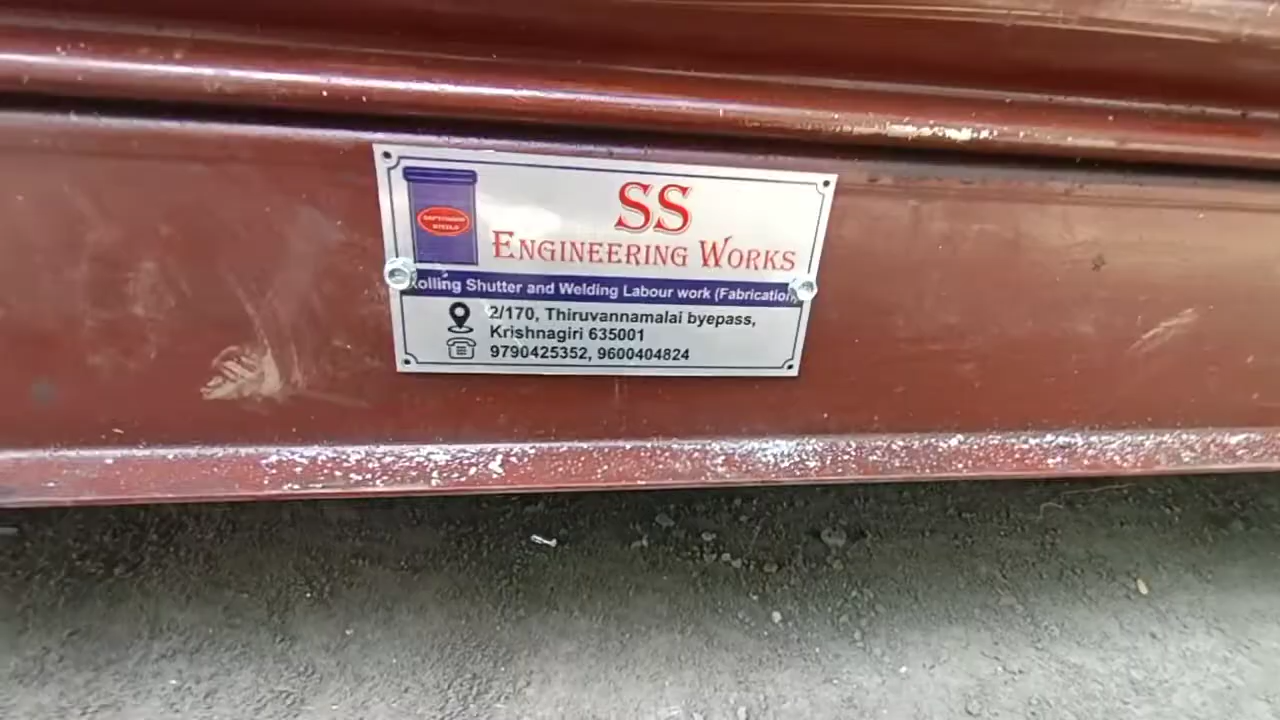 SS
ENGINEERING WORKS
Rolling Shutter and Welding Labour work (Fabrication)
2/170, Thiruvannamalai byepass,
Krishnagiri 635001
9790425352, 9600404824